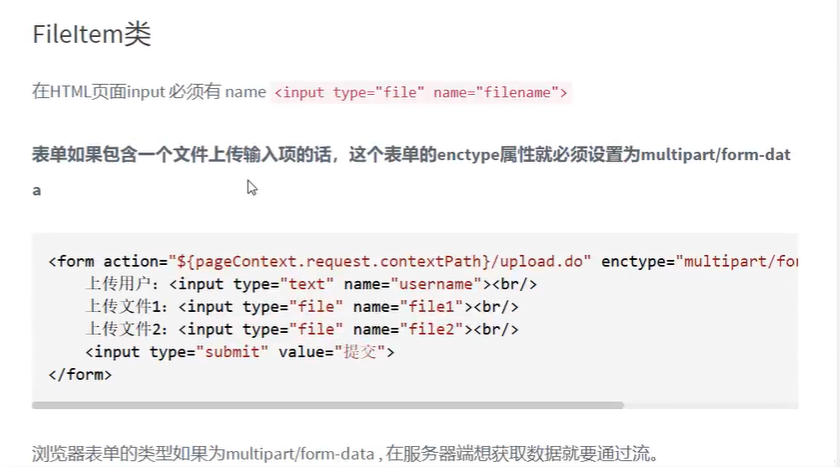 FileItem类
在HTML页面input 必须有 name <input type="file" name="filename">
表单如果包含一个文件上传输入项的话，这个表单的enctype属性就必须设置为multipart/form-dat
a
<form action="${pageContext.request.contextPath}/upload.do" enctype="multipart/for
上传用户：<input type="text" name="username"><br/>
上传文件1：<input type="file" name="file1"><br/>
上传文件2：<input type="file" name="file2"><br/>
<input type="submit" value="提交">
</form>
浏览器表单的类型如果为multipart/form-data , 在服务器端想获取数据就要通过流。